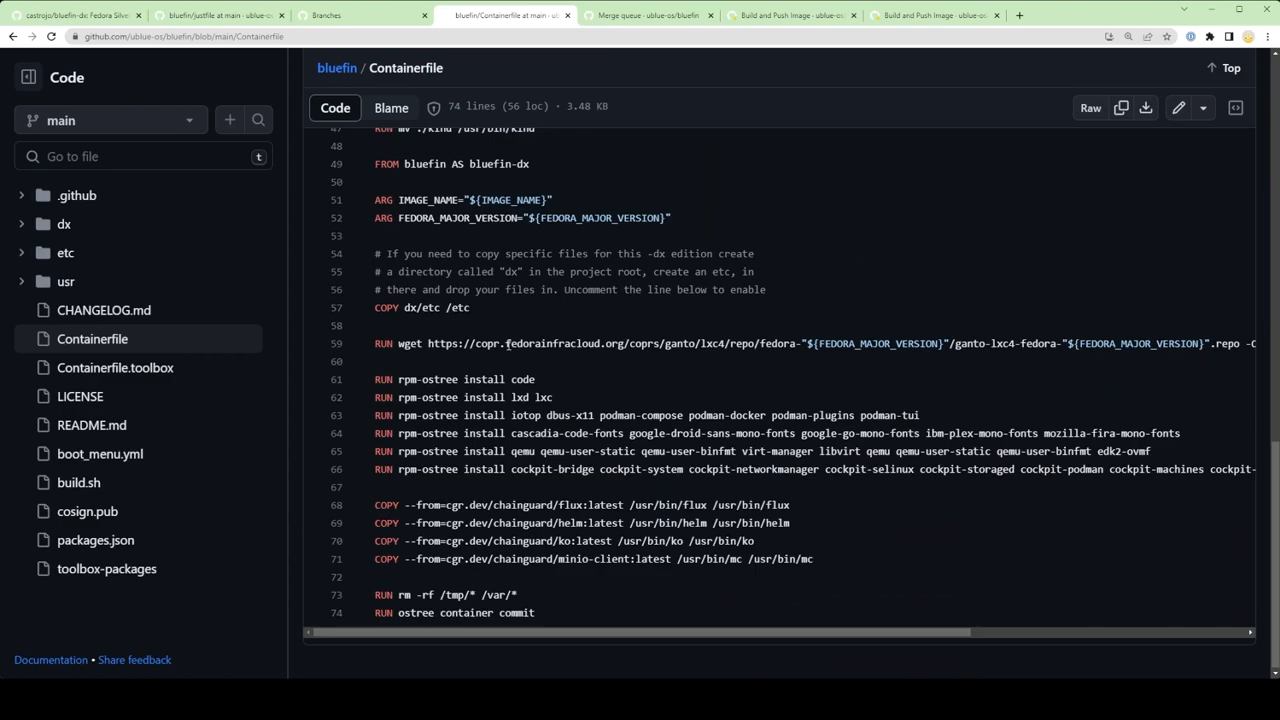 castrojo/bluefin-dx: Fedora Silve
bluefin/justfile at main · ublue-os
Branches
bluefin/Containerfile at main · ub
Merge queue · ublue-os/bluefin
Build and Push Image · ublue-os
Build and Push Image · ublue-os
github.com/ublue-os/bluefin/blob/main/Containerfile
Code
main
Go to file
t
.github
dx
etc
usr
CHANGELOG.md
Containerfile
Containerfile.toolbox
LICENSE
README.md
boot_menu.yml
build.sh
cosign.pub
packages.json
toolbox-packages
Documentation • Share feedback
bluefin / Containerfile
Top
Code
Blame
74 lines (56 loc) · 3.48 KB
Raw
47 RUN mv ./kind /usr/bin/kind
48
49 FROM bluefin AS bluefin-dx
50
51 ARG IMAGE_NAME="${IMAGE_NAME}"
52 ARG FEDORA_MAJOR_VERSION="${FEDORA_MAJOR_VERSION}"
53
54 # If you need to copy specific files for this -dx edition create
55 # a directory called "dx" in the project root, create an etc, in
56 # there and drop your files in. Uncomment the line below to enable
57 COPY dx/etc /etc
58
59 RUN wget https://copr.fedorainfracloud.org/coprs/ganto/lxc4/repo/fedora-"${FEDORA_MAJOR_VERSION}"/ganto-lxc4-fedora-"${FEDORA_MAJOR_VERSION}".repo -O
60
61 RUN rpm-ostree install code
62 RUN rpm-ostree install lxd lxc
63 RUN rpm-ostree install iotop dbus-x11 podman-compose podman-docker podman-plugins podman-tui
64 RUN rpm-ostree install cascadia-code-fonts google-droid-sans-mono-fonts google-go-mono-fonts ibm-plex-mono-fonts mozilla-fira-mono-fonts
65 RUN rpm-ostree install qemu qemu-user-static qemu-user-binfmt virt-manager libvirt qemu qemu-user-static qemu-user-binfmt edk2-ovmf
66 RUN rpm-ostree install cockpit-bridge cockpit-system cockpit-networkmanager cockpit-selinux cockpit-storaged cockpit-podman cockpit-machines cockpit-
67
68 COPY --from=cgr.dev/chainguard/flux:latest /usr/bin/flux /usr/bin/flux
69 COPY --from=cgr.dev/chainguard/helm:latest /usr/bin/helm /usr/bin/helm
70 COPY --from=cgr.dev/chainguard/ko:latest /usr/bin/ko /usr/bin/ko
71 COPY --from=cgr.dev/chainguard/minio-client:latest /usr/bin/mc /usr/bin/mc
72
73 RUN rm -rf /tmp/* /var/*
74 RUN ostree container commit